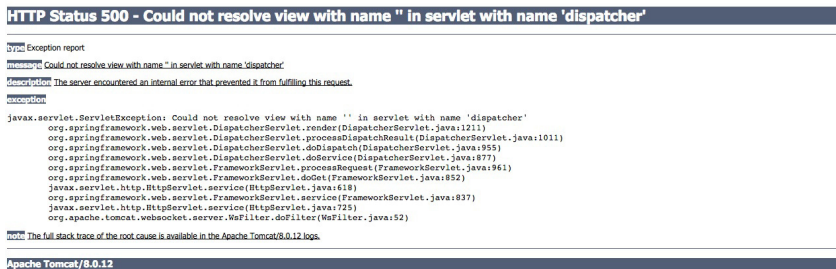 HTTP Status 500 - Could not resolve view with name '' in servlet with name 'dispatcher'
type Exception report
message Could not resolve view with name '' in servlet with name 'dispatcher'
description The server encountered an internal error that prevented it from fulfilling this request.
exception
javax.servlet.ServletException: Could not resolve view with name '' in servlet with name 'dispatcher'
org.springframework.web.servlet.DispatcherServlet.render(DispatcherServlet.java:1211)
org.springframework.web.servlet.DispatcherServlet.processDispatchResult(DispatcherServlet.java:1011)
org.springframework.web.servlet.DispatcherServlet.doDispatch(DispatcherServlet.java:955)
org.springframework.web.servlet.DispatcherServlet.doService(DispatcherServlet.java:877)
org.springframework.web.servlet.FrameworkServlet.processRequest(FrameworkServlet.java:961)
org.springframework.web.servlet.FrameworkServlet.doGet(FrameworkServlet.java:852)
javax.servlet.http.HttpServlet.service(HttpServlet.java:618)
org.springframework.web.servlet.FrameworkServlet.service(FrameworkServlet.java:837)
javax.servlet.http.HttpServlet.service(HttpServlet.java:725)
org.apache.tomcat.websocket.server.WsFilter.doFilter(WsFilter.java:52)
note The full stack trace of the root cause is available in the Apache Tomcat/8.0.12 logs.
Apache Tomcat/8.0.12